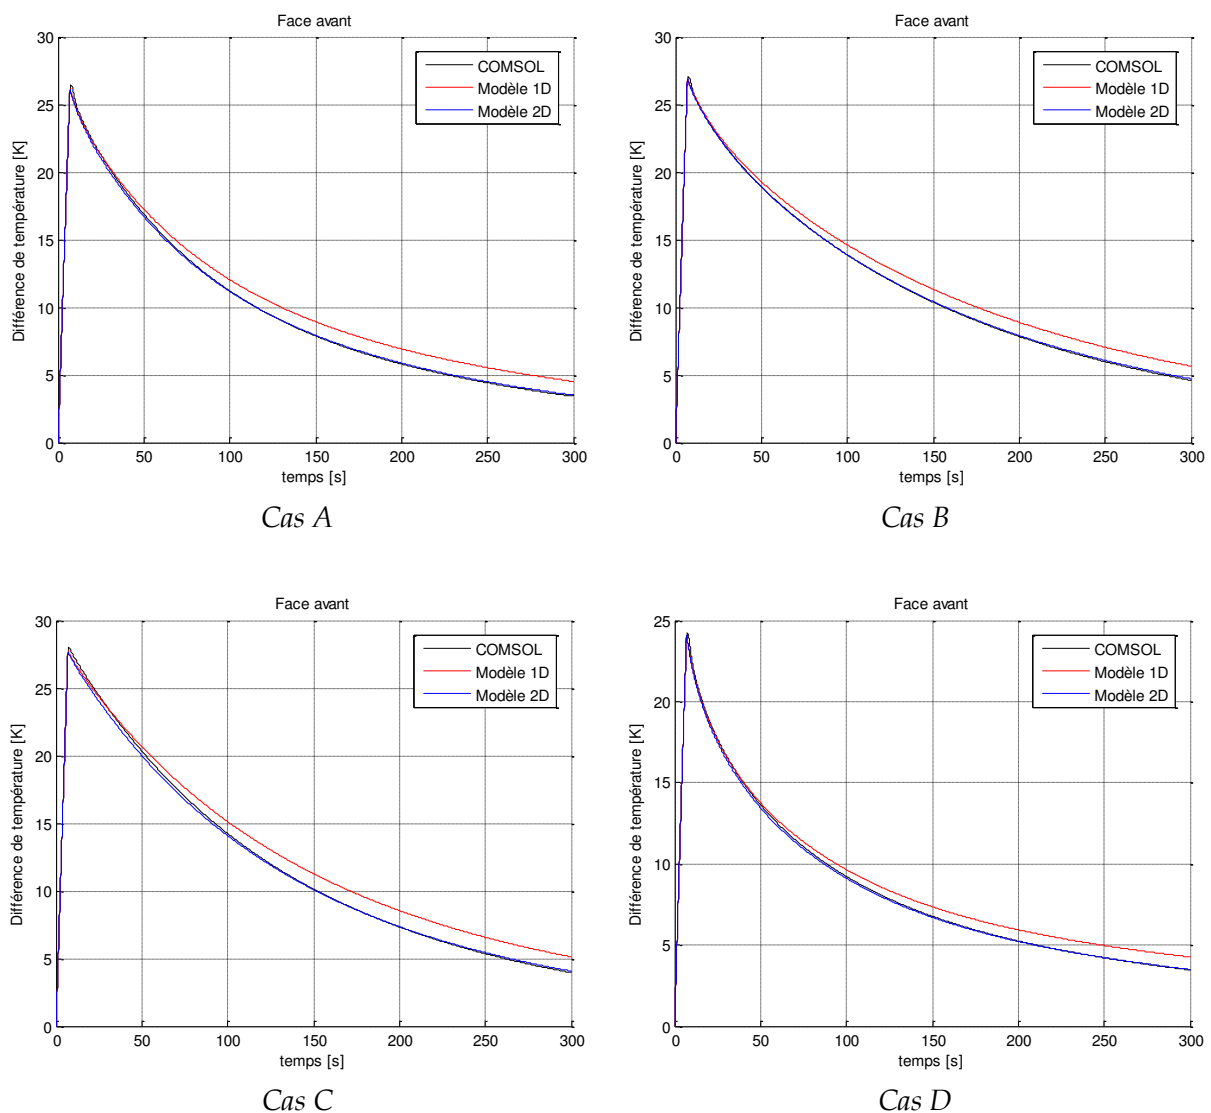 Face avant
30
25
20
15
10
5
0
Différence de température [K]
COMSOL
Modèle 1D
Modèle 2D
0 50 100 150 200 250 300
temps [s]
Cas A
Face avant
30
25
20
15
10
5
0
Différence de température [K]
COMSOL
Modèle 1D
Modèle 2D
0 50 100 150 200 250 300
temps [s]
Cas B
Face avant
30
25
20
15
10
5
0
Différence de température [K]
COMSOL
Modèle 1D
Modèle 2D
0 50 100 150 200 250 300
temps [s]
Cas C
Face avant
25
20
15
10
5
0
Différence de température [K]
COMSOL
Modèle 1D
Modèle 2D
0 50 100 150 200 250 300
temps [s]
Cas D